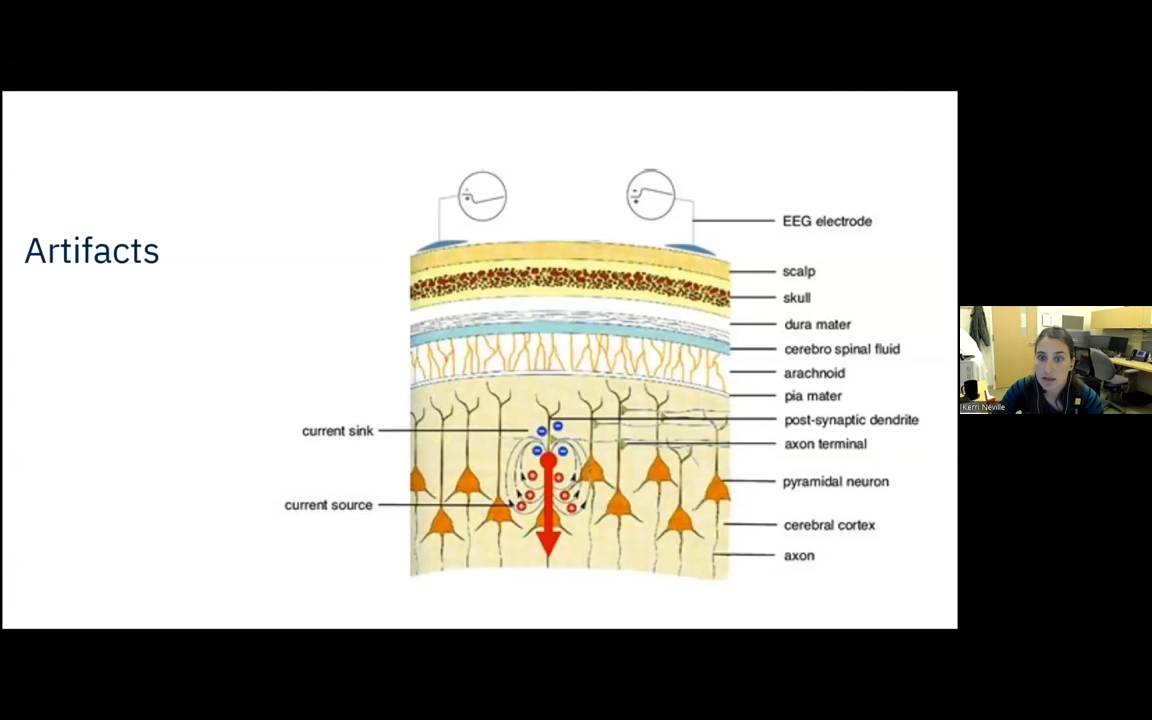 Artifacts
EEG electrode
scalp
skull
dura mater
cerebro spinal fluid
arachnoid
pia mater
post-synaptic dendrite
current sink
axon terminal
pyramidal neuron
current source
cerebral cortex
axon
Kerri Neville